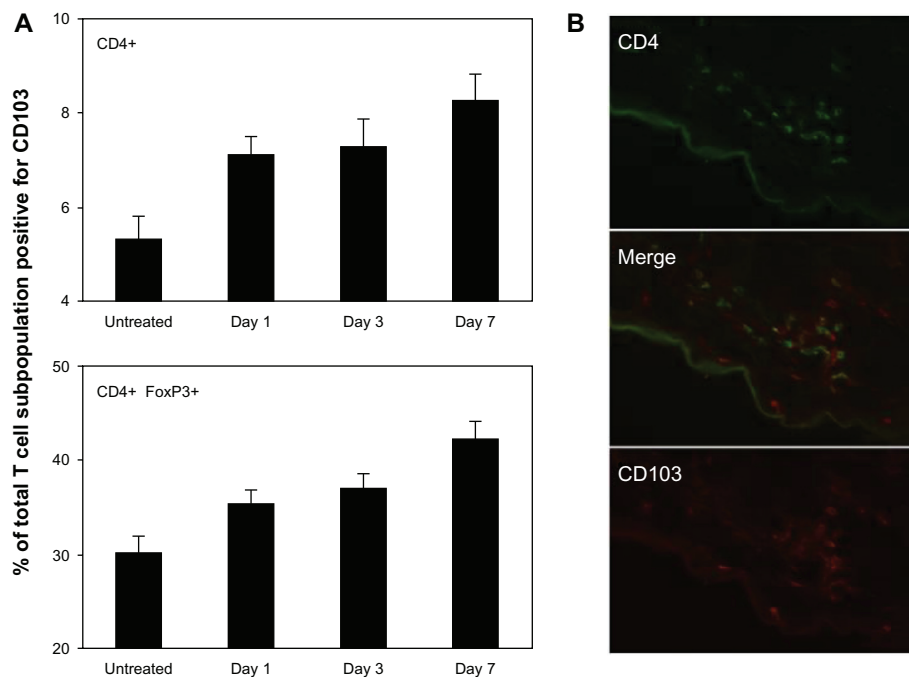 A
% of total T cell subpopulation positive for CD103
CD4+
10
8
6
4
Untreated Day 1 Day 3 Day 7
CD4+ FoxP3+
50
40
30
20
Untreated Day 1 Day 3 Day 7
B
CD4
Merge
CD103